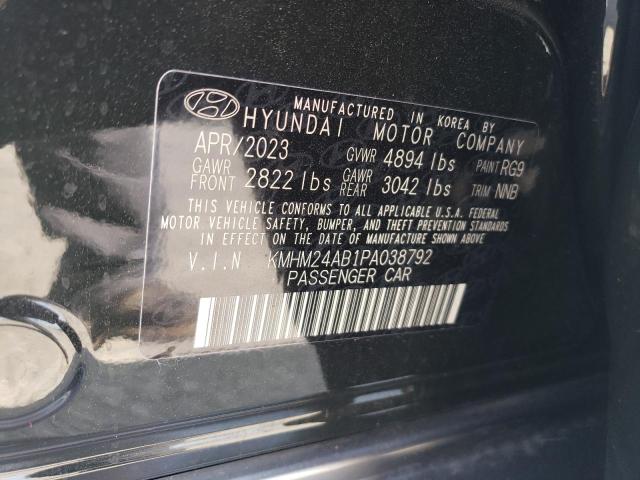 MANUFACTURED IN KOREA BY
HYUNDAI MOTOR COMPANY
APR/2023 GVWR 4894 lbs PAINT RG9
GAWR FRONT 2822 lbs GAWR REAR 3042 lbs TRIM NNB
THIS VEHICLE CONFORMS TO ALL APPLICABLE U.S.A. FEDERAL
MOTOR VEHICLE SAFETY, BUMPER, AND THEFT PREVENTION STANDARDS
IN EFFECT ON THE DATE OF MANUFACTURE SHOWN ABOVE.
V.I.N KMHM24AB1PA038792
PASSENGER CAR